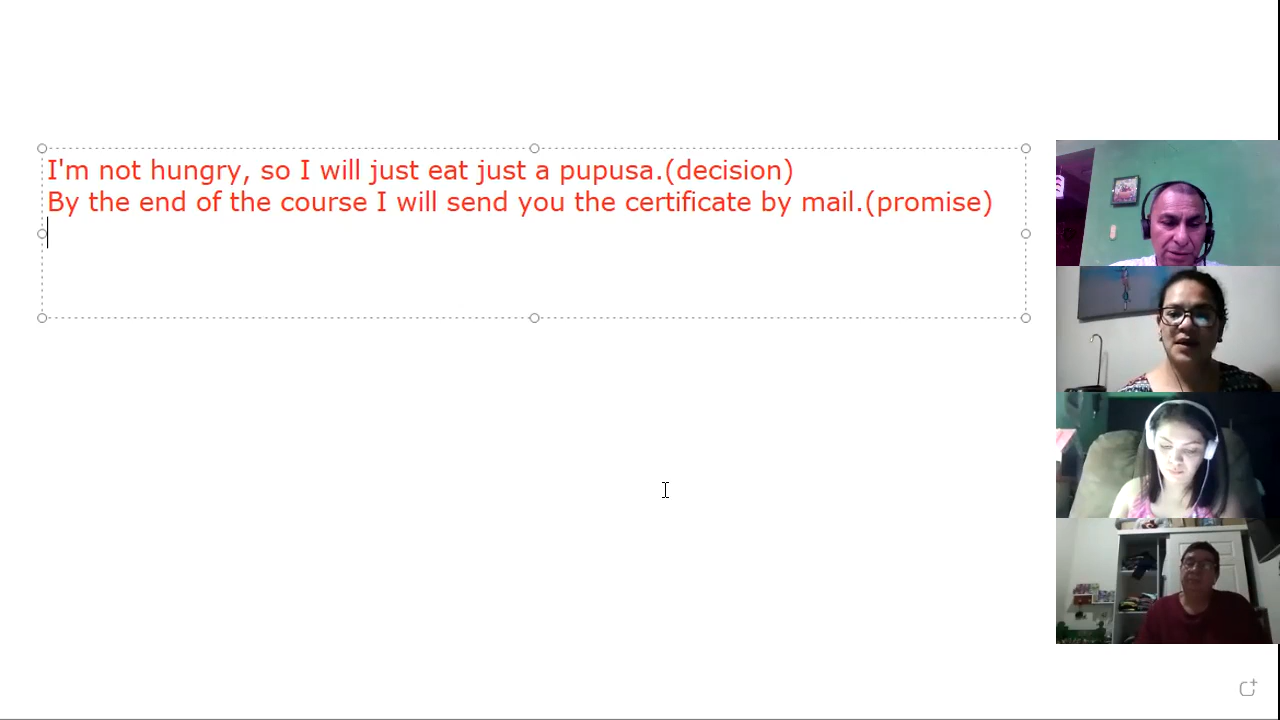 I'm not hungry, so I will just eat just a pupusa.(decision)
By the end of the course I will send you the certificate by mail.(promise)